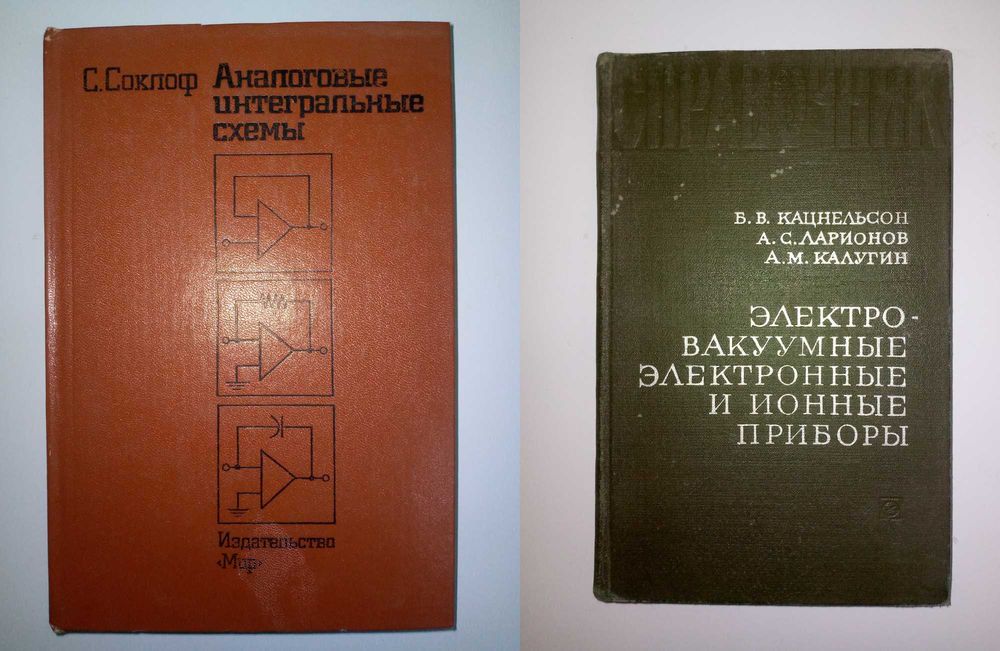 С. Соклоф Аналоговые
интегральные
схемы
Издательство
«Мир»
СПРАВОЧНИК
Б. В. КАЦНЕЛЬСОН
А. С. ЛАРИОНОВ
А. М. КАЛУГИН
ЭЛЕКТРО-
ВАКУУМНЫЕ
ЭЛЕКТРОННЫЕ
И ИОННЫЕ
ПРИБОРЫ